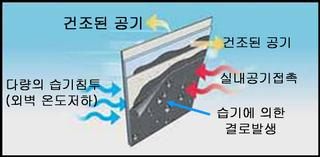 건조된 공기
건조된 공기
다량의 습기침투
(외벽 온도저하)
실내공기접촉
습기에 의한
결로발생